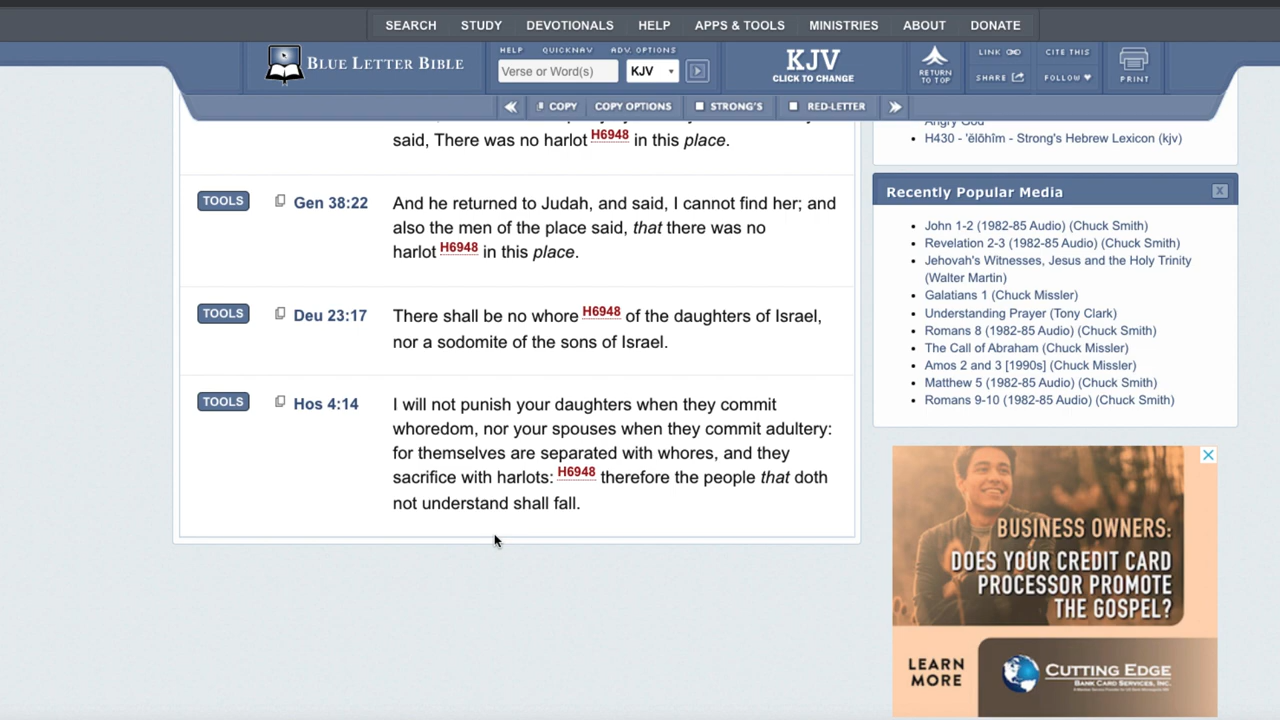 SEARCH STUDY DEVOTIONALS HELP APPS & TOOLS MINISTRIES ABOUT DONATE
BLUE LETTER BIBLE
HELP QUICKNAV ADV. OPTIONS
Verse or Word(s) KJV
KJV
CLICK TO CHANGE
RETURN
TO TOP
LINK CITE THIS
SHARE FOLLOW
PRINT
COPY COPY OPTIONS STRONG'S RED-LETTER
said, There was no harlot H6948 in this place.
TOOLS Gen 38:22 And he returned to Judah, and said, I cannot find her; and
also the men of the place said, that there was no
harlot H6948 in this place.
TOOLS Deu 23:17 There shall be no whore H6948 of the daughters of Israel,
nor a sodomite of the sons of Israel.
TOOLS Hos 4:14 I will not punish your daughters when they commit
whoredom, nor your spouses when they commit adultery:
for themselves are separated with whores, and they
sacrifice with harlots: H6948 therefore the people that doth
not understand shall fall.
Angry God
H430 - 'ĕlōhîm - Strong's Hebrew Lexicon (kjv)
Recently Popular Media X
John 1-2 (1982-85 Audio) (Chuck Smith)
Revelation 2-3 (1982-85 Audio) (Chuck Smith)
Jehovah's Witnesses, Jesus and the Holy Trinity
(Walter Martin)
Galatians 1 (Chuck Missler)
Understanding Prayer (Tony Clark)
Romans 8 (1982-85 Audio) (Chuck Smith)
The Call of Abraham (Chuck Missler)
Amos 2 and 3 [1990s] (Chuck Missler)
Matthew 5 (1982-85 Audio) (Chuck Smith)
Romans 9-10 (1982-85 Audio) (Chuck Smith)
BUSINESS OWNERS:
DOES YOUR CREDIT CARD
PROCESSOR PROMOTE
THE GOSPEL?
LEARN
MORE
CUTTING EDGE
BANK CARD SERVICES, INC.